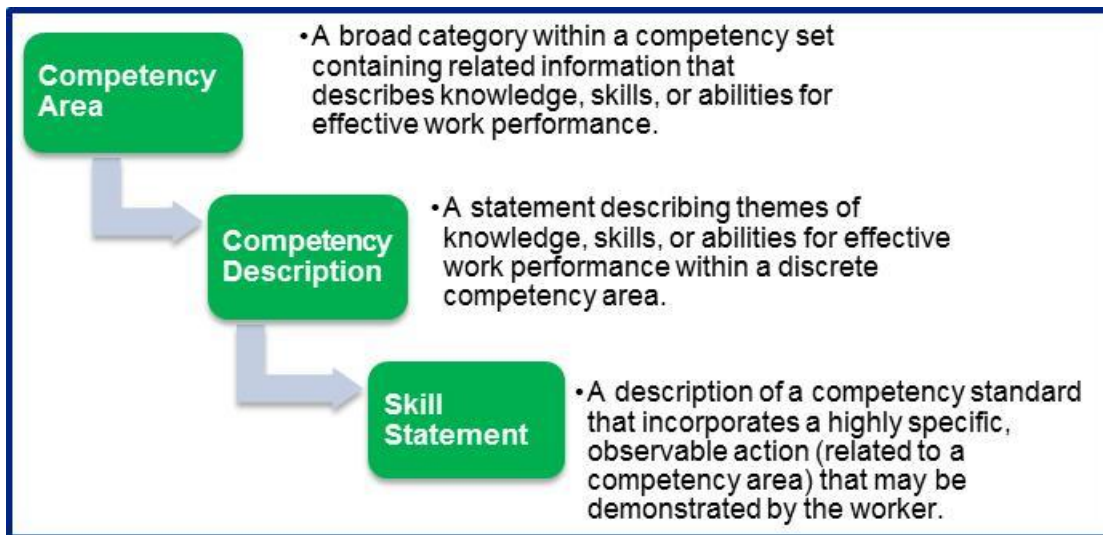 Competency
Area
•A broad category within a competency set
containing related information that
describes knowledge, skills, or abilities for
effective work performance.
Competency
Description
•A statement describing themes of
knowledge, skills, or abilities for effective
work performance within a discrete
competency area.
Skill
Statement
•A description of a competency standard
that incorporates a highly specific,
observable action (related to a
competency area) that may be
demonstrated by the worker.